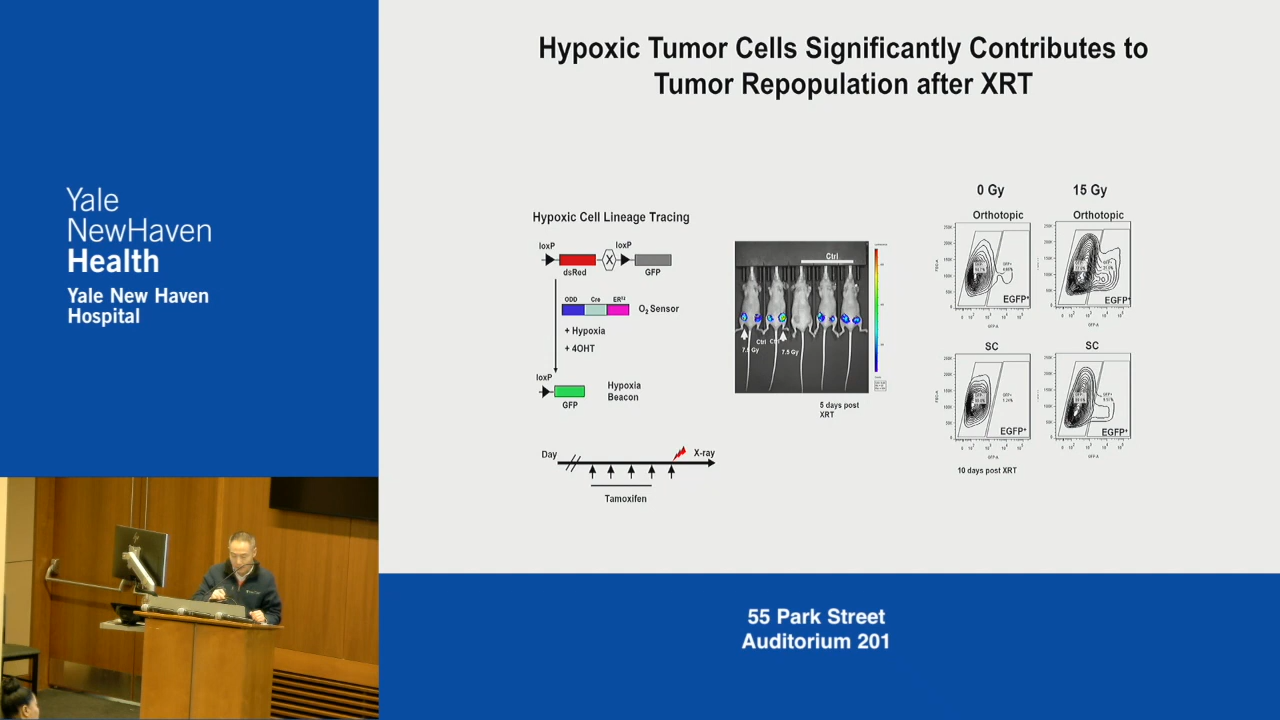 Yale
NewHaven
Health
Yale New Haven
Hospital
Hypoxic Tumor Cells Significantly Contributes to
Tumor Repopulation after XRT
Hypoxic Cell Lineage Tracing
loxP
loxP
X
dsRed
GFP
ODD
Cre
O₂ Sensor
+ Hypoxia
+ 4OHT
loxP
GFP
Hypoxia
Beacon
Day
X-ray
Tamoxifen
Ctrl
Ctrl
7.5 Gy
5 days post
XRT
0 Gy
15 Gy
Orthotopic
Orthotopic
EGFP⁺
EGFP⁺
SC
SC
EGFP⁺
EGFP⁺
10 days post XRT
55 Park Street
Auditorium 201